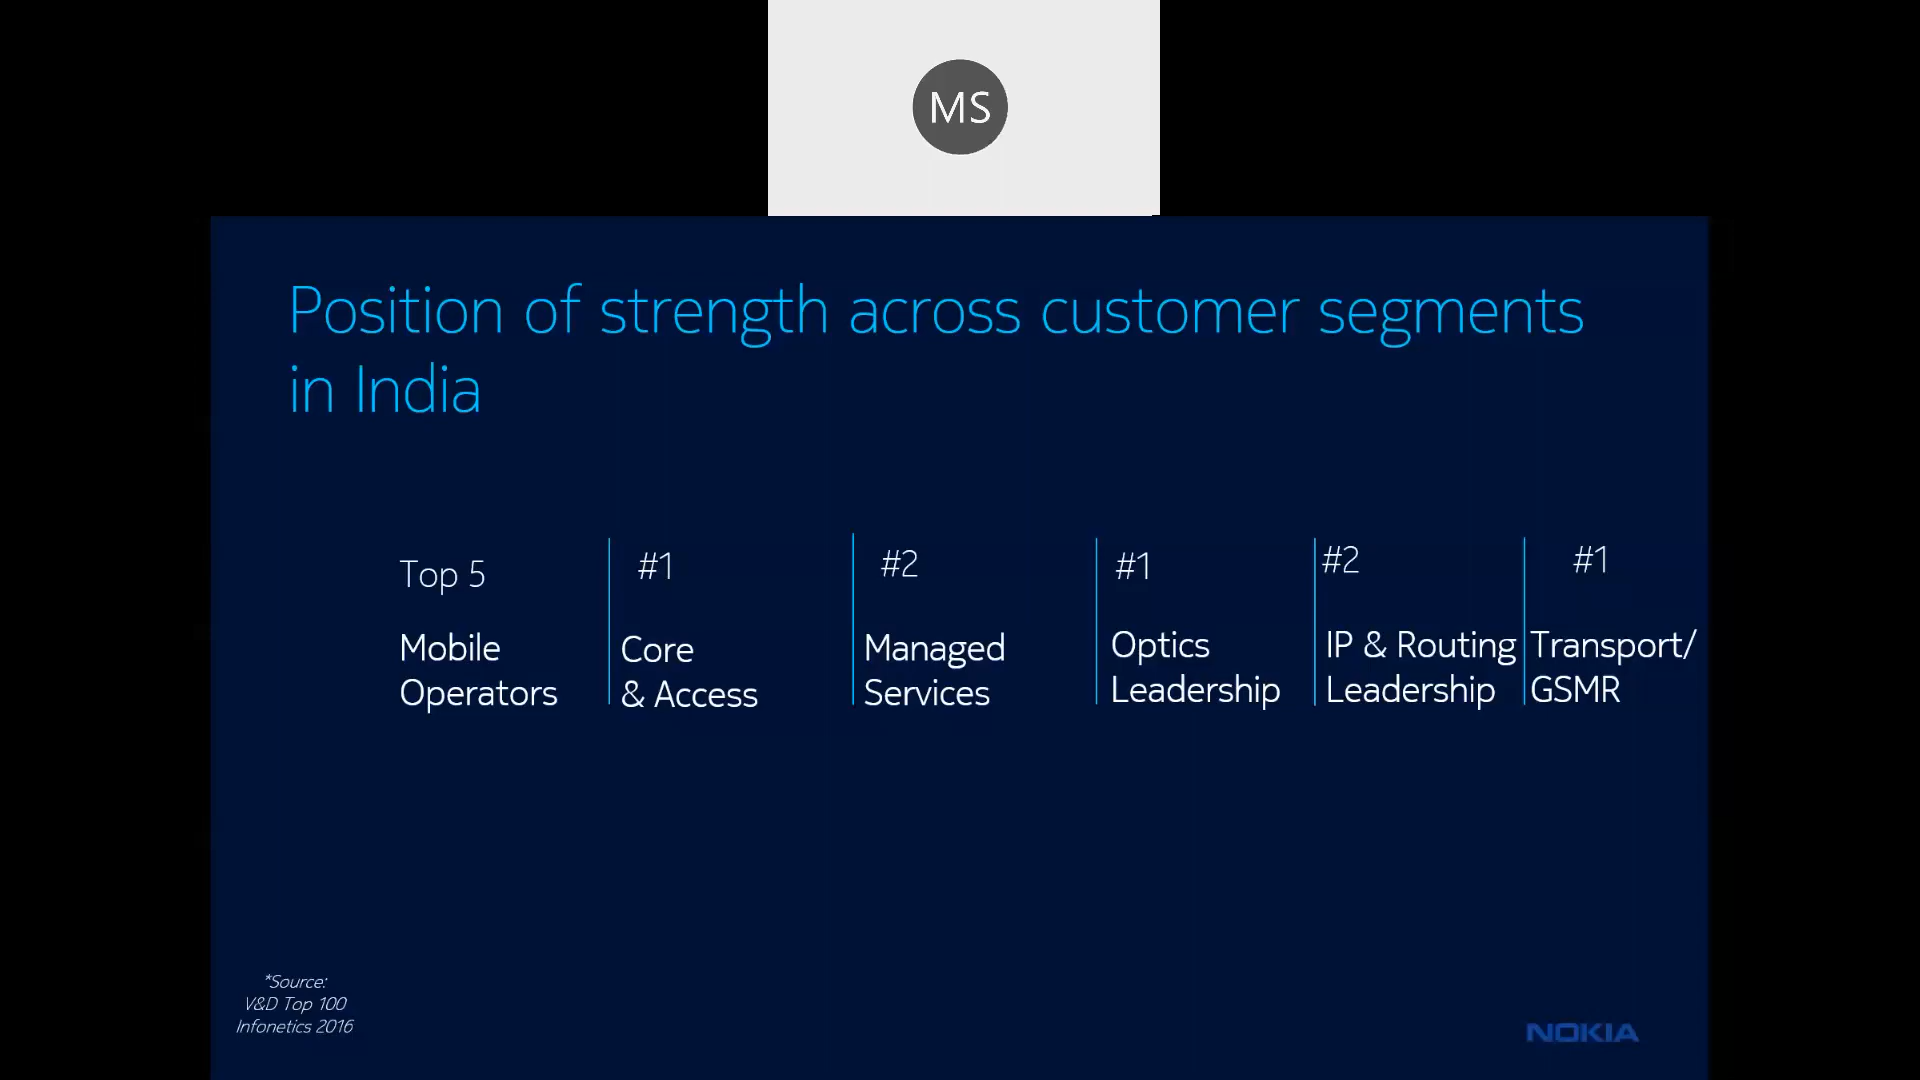 MS
Position of strength across customer segments
in India
Top 5
Mobile
Operators
#1
Core
& Access
#2
Managed
Services
#1
Optics
Leadership
#2
IP & Routing
Leadership
#1
Transport/
GSMR
*Source:
V&D Top 100
Infonetics 2016
NOKIA